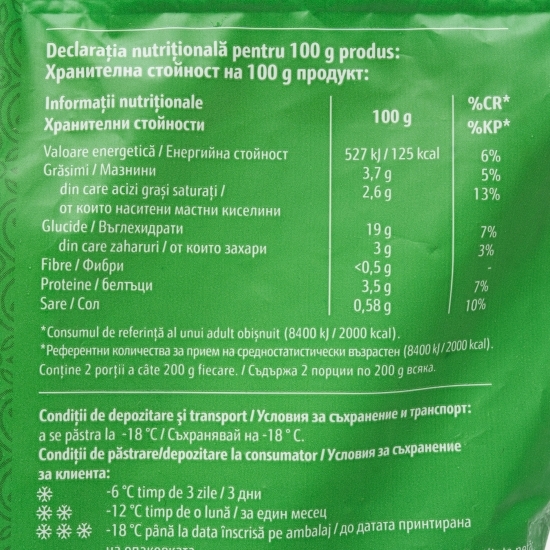 Declarația nutrițională pentru 100 g produs:
Хранителна стойност на 100 g продукт:
Informații nutriționale 100 g %CR*
Хранителни стойности %KP*
Valoare energetică / Енергийна стойност 527 kJ / 125 kcal 6%
Grăsimi / Мазнини 3,7 g 5%
din care acizi grași saturați / 2,6 g 13%
от които наситени мастни киселини
Glucide / Въглехидрати 19 g 7%
din care zaharuri / от които захари 3 g 3%
Fibre / Фибри <0,5 g -
Proteine / белтъци 3,5 g 7%
Sare / Сол 0,58 g 10%
*Consumul de referință al unui adult obișnuit (8400 kJ / 2000 kcal).
*Референтни количества за прием на средностатистически възрастен (8400 kJ / 2000 kcal).
Conține 2 porții a câte 200 g fiecare. / Съдържа 2 порции по 200 g всяка.
Condiții de depozitare și transport / Условия за съхранение и транспорт:
a se păstra la -18 °C / Съхранявай на -18 ° C.
Condiții de păstrare/depozitare la consumator / Условия за съхранение
за клиента:
-6 °C timp de 3 zile / 3 дни
-12 °C timp de o lună / за един месец
-18 °C până la data înscrisă pe ambalaj / до датата принтирана
на опаковката